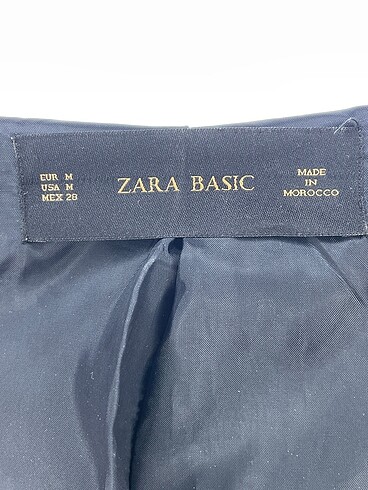 EUR M
USA M
MEX 28
ZARA BASIC
MADE
IN
MOROCCO